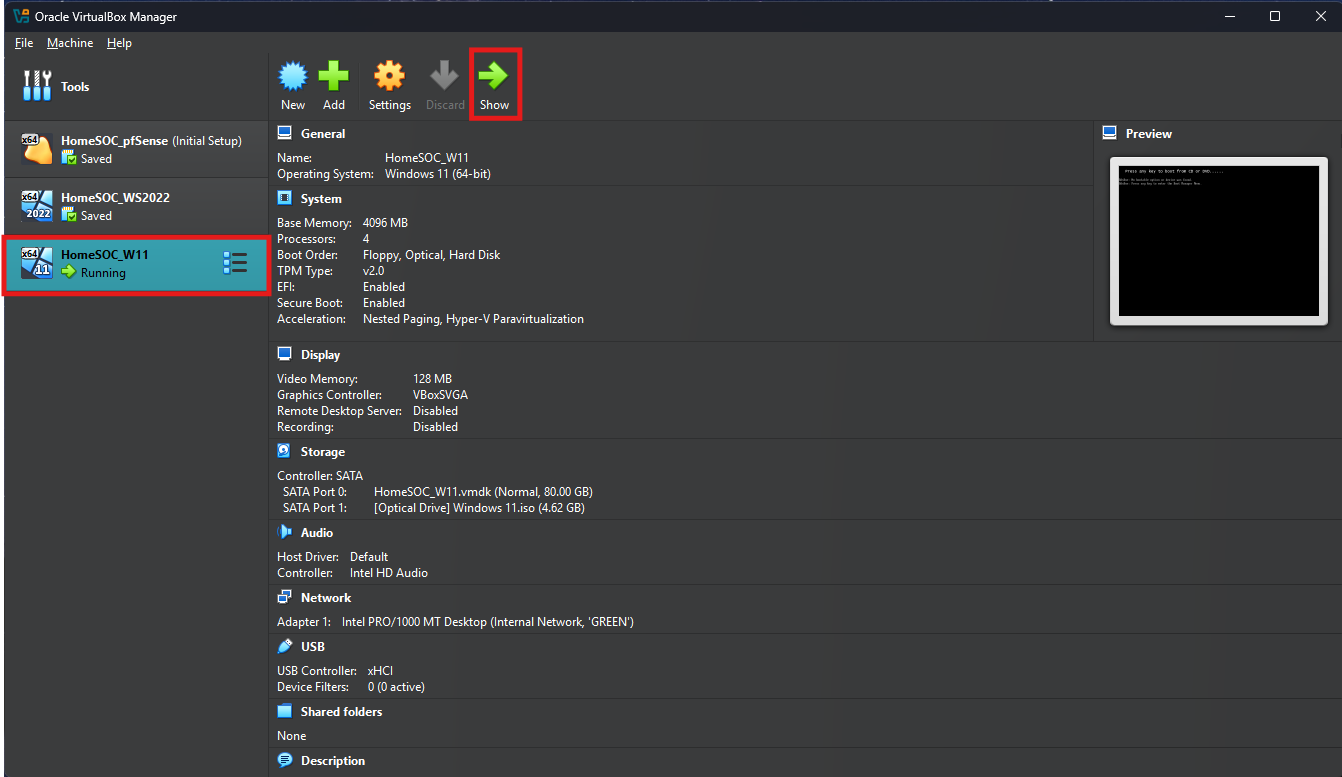 Oracle VirtualBox Manager
File Machine Help
Tools
New Add Settings Discard Show
x64
HomeSOC_pfSense (Initial Setup)
Saved
x64
2022
HomeSOC_WS2022
Saved
x64
11
HomeSOC_W11
Running
General
Name: HomeSOC_W11
Operating System: Windows 11 (64-bit)
System
Base Memory: 4096 MB
Processors: 4
Boot Order: Floppy, Optical, Hard Disk
TPM Type: v2.0
EFI: Enabled
Secure Boot: Enabled
Acceleration: Nested Paging, Hyper-V Paravirtualization
Preview
Press any key to boot from CD or DVD......
Display
Video Memory: 128 MB
Graphics Controller: VBoxSVGA
Remote Desktop Server: Disabled
Recording: Disabled
Storage
Controller: SATA
SATA Port 0: HomeSOC_W11.vmdk (Normal, 80.00 GB)
SATA Port 1: [Optical Drive] Windows 11.iso (4.62 GB)
Audio
Host Driver: Default
Controller: Intel HD Audio
Network
Adapter 1: Intel PRO/1000 MT Desktop (Internal Network, 'GREEN')
USB
USB Controller: xHCI
Device Filters: 0 (0 active)
Shared folders
None
Description